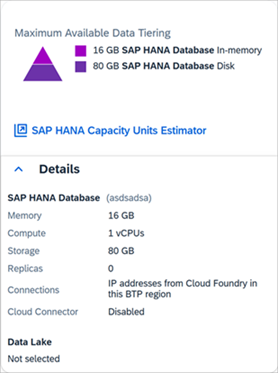 Maximum Available Data Tiering
16 GB SAP HANA Database In-memory
80 GB SAP HANA Database Disk
SAP HANA Capacity Units Estimator
Details
SAP HANA Database (asdsadsa)
Memory 16 GB
Compute 1 vCPUs
Storage 80 GB
Replicas 0
Connections IP addresses from Cloud Foundry in
this BTP region
Cloud Connector Disabled
Data Lake
Not selected